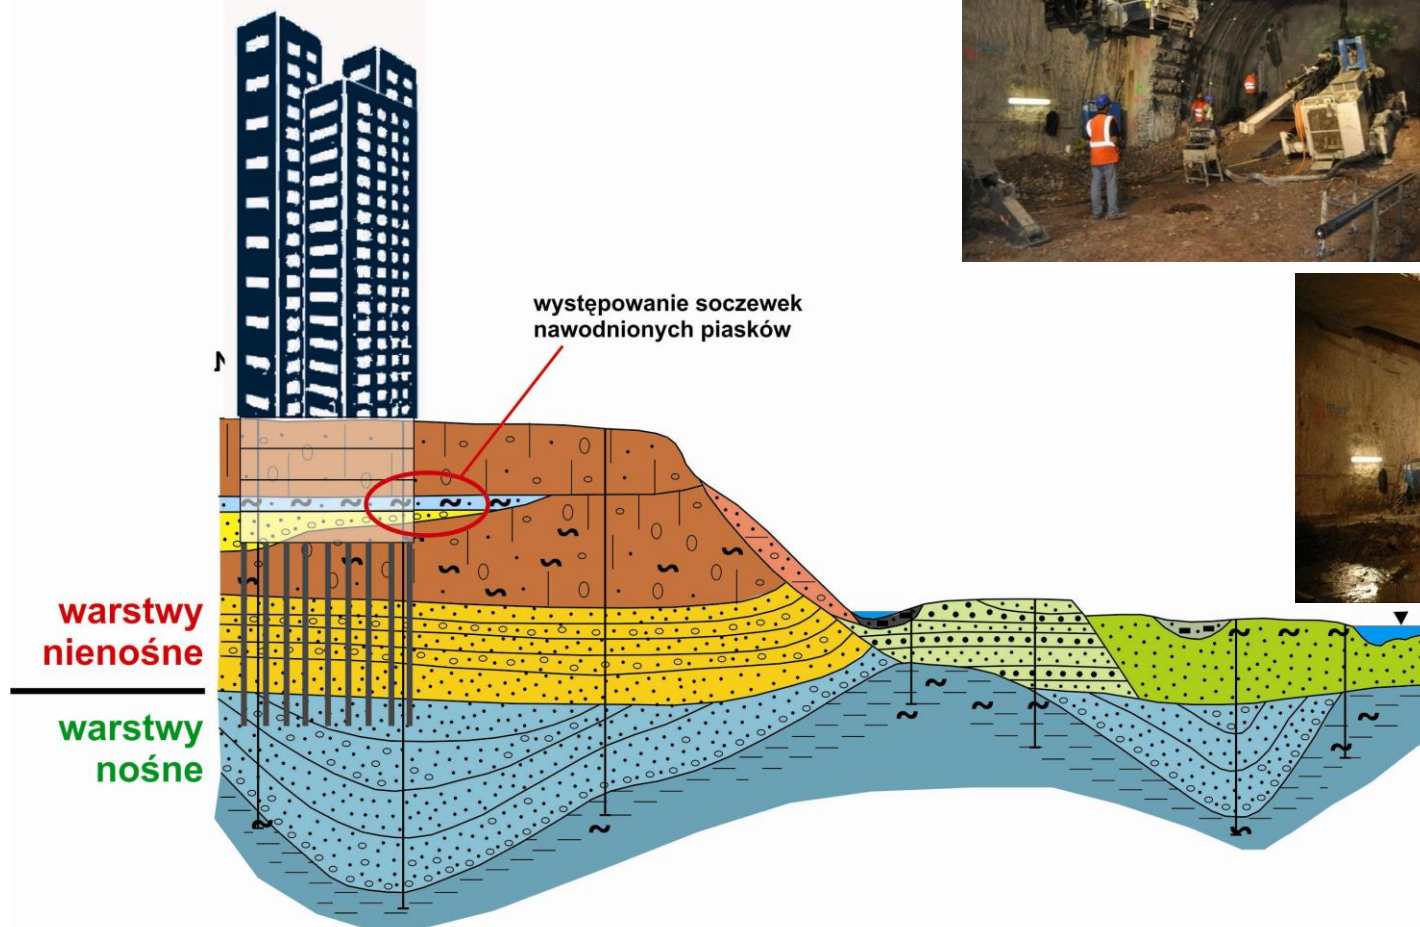 występowanie soczewek
nawodnionych piasków
warstwy
nienośne
warstwy
nośne